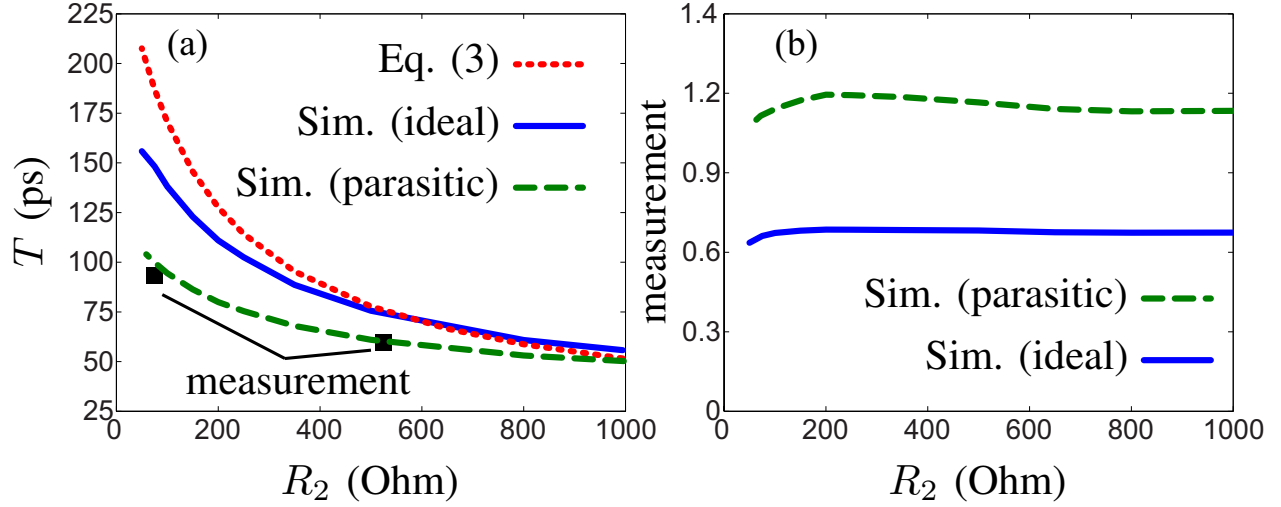 (a)
Eq. (3)
Sim. (ideal)
Sim. (parasitic)
measurement
T (ps)
225
200
175
150
125
100
75
50
25
0 200 400 600 800 1000
R₂ (Ohm)
(b)
measurement
1.4
1.2
0.9
0.6
0.3
0
Sim. (parasitic)
Sim. (ideal)
0 200 400 600 800 1000
R₂ (Ohm)